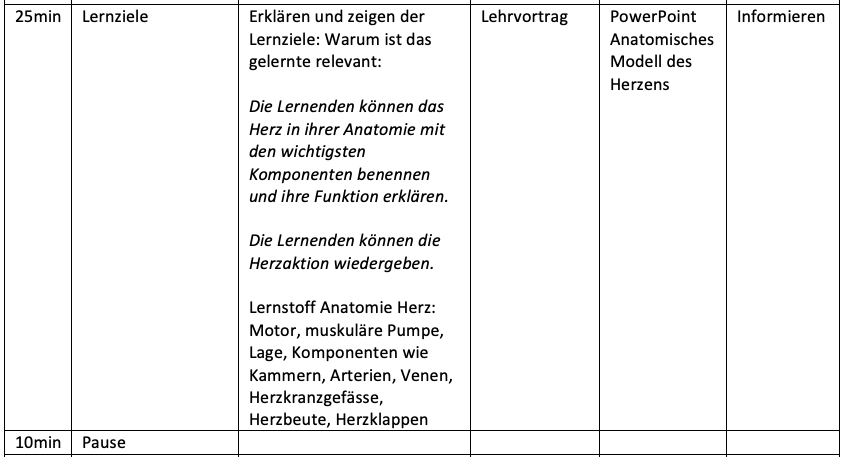 25min Lernziele Erklären und zeigen der Lehrvortrag PowerPoint Informieren
Lernziele: Warum ist das Anatomisches
gelernte relevant: Modell des
Herzens
Die Lernenden können das
Herz in ihrer Anatomie mit
den wichtigsten
Komponenten benennen
und ihre Funktion erklären.
Die Lernenden können die
Herzaktion wiedergeben.
Lernstoff Anatomie Herz:
Motor, muskuläre Pumpe,
Lage, Komponenten wie
Kammern, Arterien, Venen,
Herzkranzgefässe,
Herzbeute, Herzklappen
10min Pause